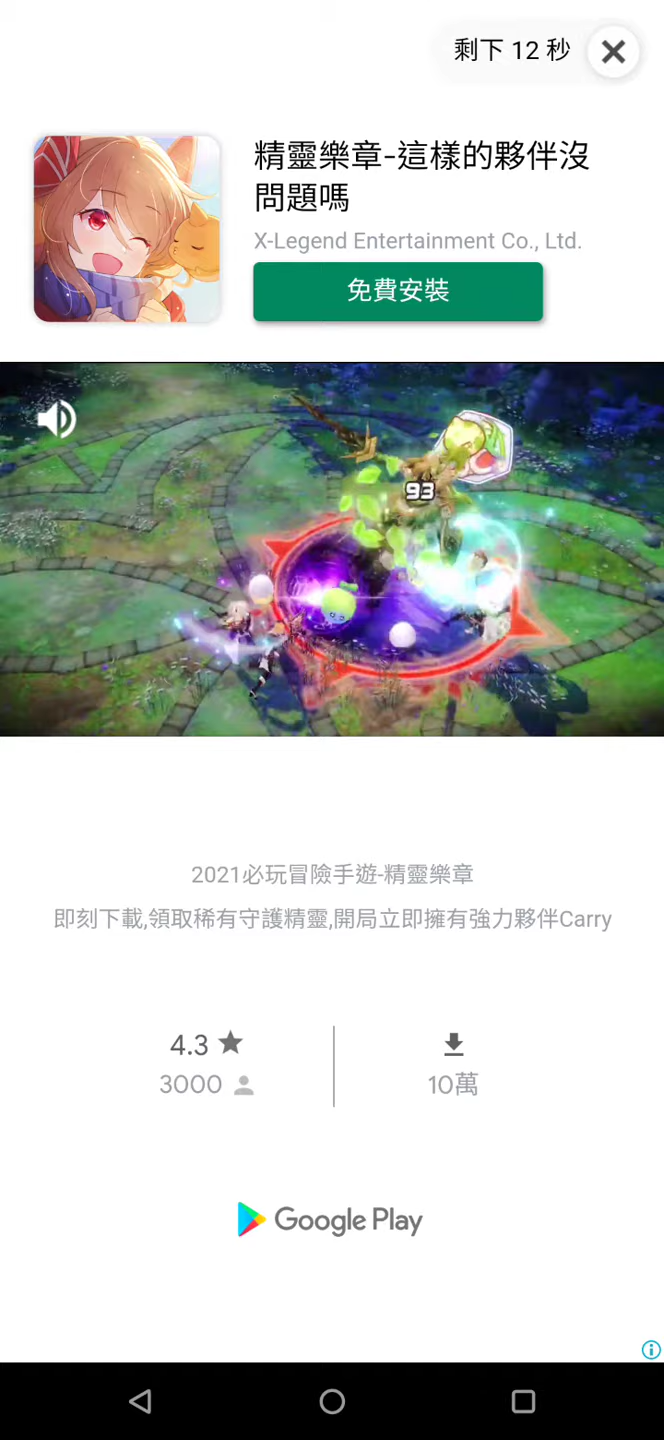 剩下 12 秒
精靈樂章-這樣的夥伴沒
問題嗎
X-Legend Entertainment Co., Ltd.
免費安裝
93
2021必玩冒險手遊-精靈樂章
即刻下載,領取稀有守護精靈,開局立即擁有強力夥伴Carry
4.3
3000
10萬
Google Play